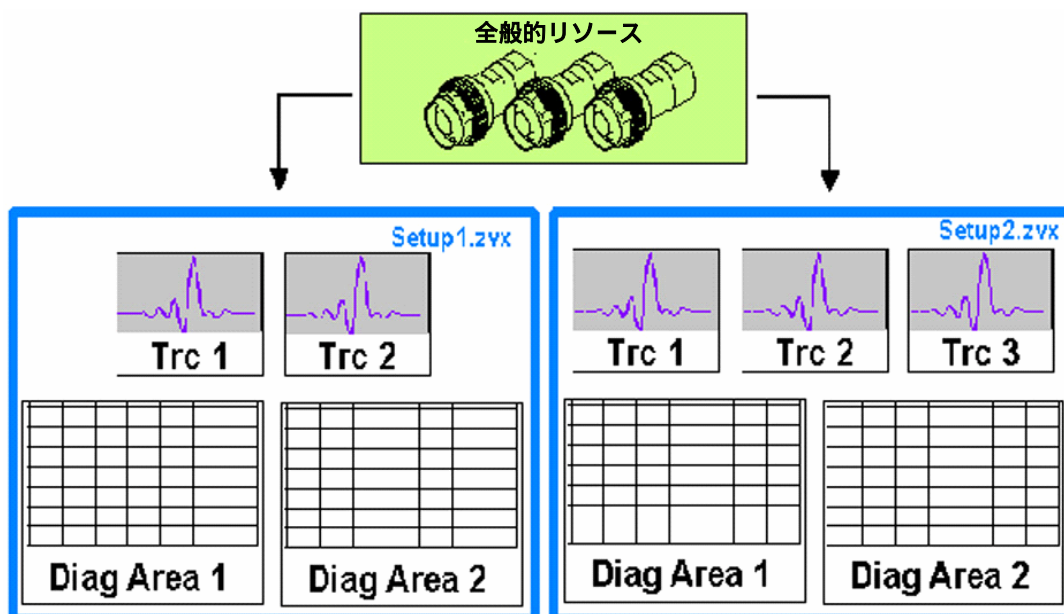 全般的リソース
Setup1.zvx
Trc 1
Trc 2
Diag Area 1
Diag Area 2
Setup2.zvx
Trc 1
Trc 2
Trc 3
Diag Area 1
Diag Area 2